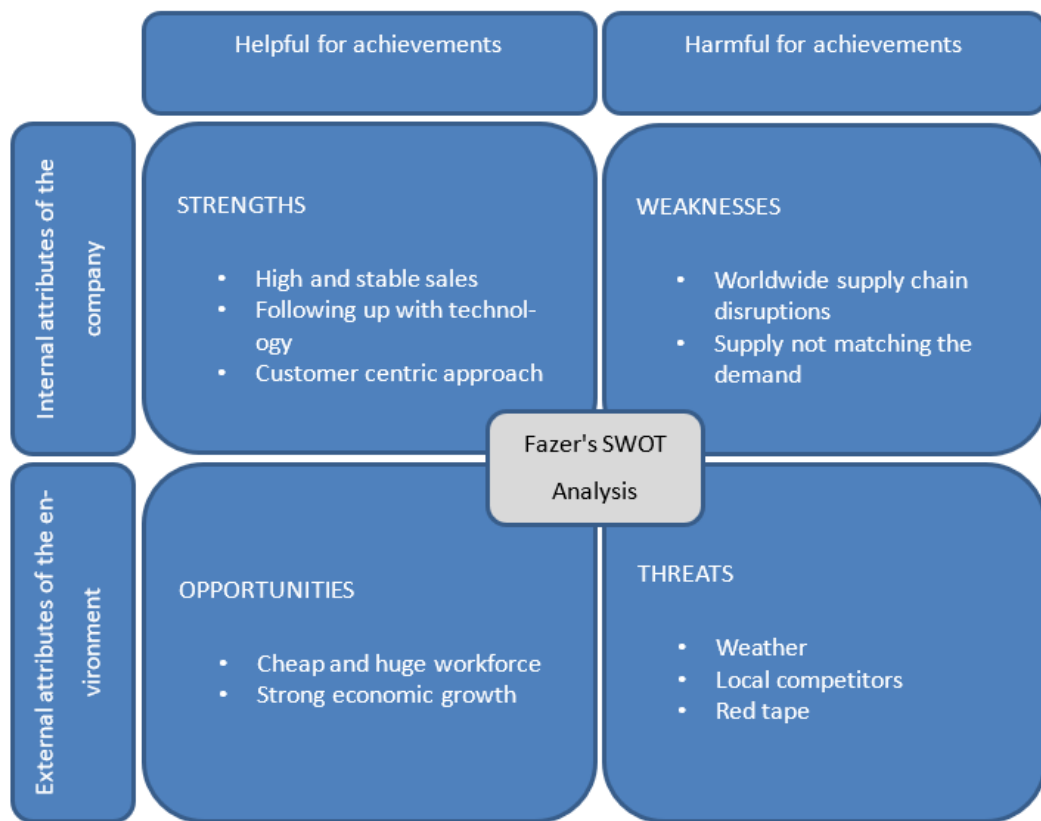 Helpful for achievements
Harmful for achievements
Internal attributes of the
company
STRENGTHS
• High and stable sales
• Following up with technol-
ogy
• Customer centric approach
WEAKNESSES
• Worldwide supply chain
disruptions
• Supply not matching the
demand
Fazer's SWOT
Analysis
External attributes of the en-
vironment
OPPORTUNITIES
• Cheap and huge workforce
• Strong economic growth
THREATS
• Weather
• Local competitors
• Red tape